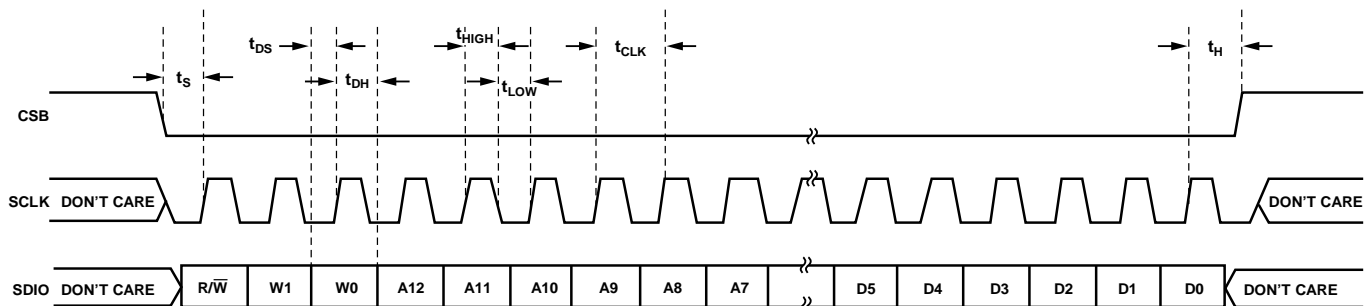 tDS
tHIGH
tCLK
tH
tS
tDH
tLOW
CSB
SCLK DON'T CARE
DON'T CARE
SDIO DON'T CARE R/W̅ W1 W0 A12 A11 A10 A9 A8 A7 D5 D4 D3 D2 D1 D0 DON'T CARE